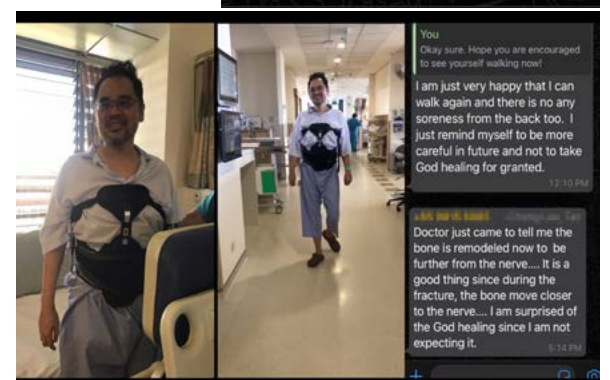 You
Okay sure. Hope you are encouraged
to see yourself walking now!
I am just very happy that I can
walk again and there is no any
soreness from the back too. I
just remind myself to be more
careful in future and not to take
God healing for granted.
12:10 PM
Doctor just came to tell me the
bone is remodeled now to be
further from the nerve.... It is a
good thing since during the
fracture, the bone move closer
to the nerve.... I am surprised of
the God healing since I am not
expecting it.
5:14 PM